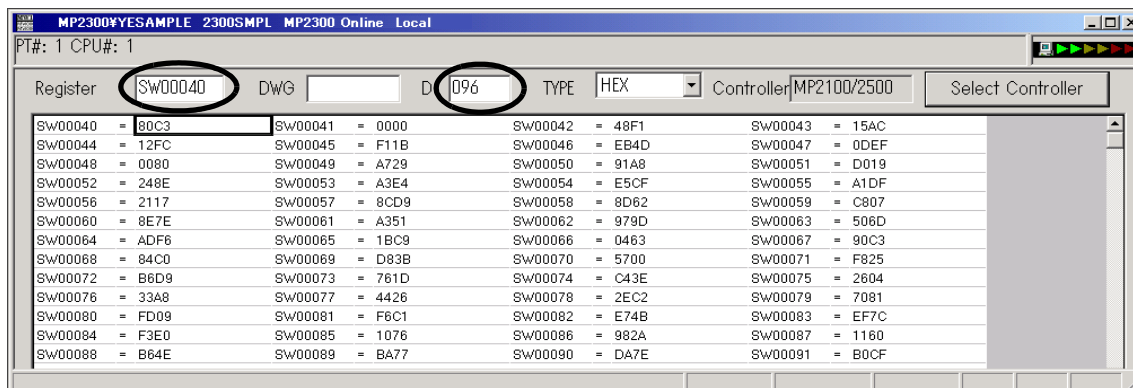 MP2300¥YESAMPLE 2300SMPL MP2300 Online Local
PT#: 1 CPU#: 1
Register SW00040 DWG D 096 TYPE HEX Controller MP2100/2500 Select Controller
SW00040 = 80C3 SW00041 = 0000 SW00042 = 48F1 SW00043 = 15AC
SW00044 = 12FC SW00045 = F11B SW00046 = EB4D SW00047 = 0DEF
SW00048 = 0080 SW00049 = A729 SW00050 = 91A8 SW00051 = D019
SW00052 = 248E SW00053 = A3E4 SW00054 = E5CF SW00055 = A1DF
SW00056 = 2117 SW00057 = 8CD9 SW00058 = 8D62 SW00059 = C807
SW00060 = 8E7E SW00061 = A351 SW00062 = 979D SW00063 = 506D
SW00064 = ADF6 SW00065 = 1BC9 SW00066 = 0463 SW00067 = 90C3
SW00068 = 84C0 SW00069 = D83B SW00070 = 5700 SW00071 = F825
SW00072 = B6D9 SW00073 = 761D SW00074 = C43E SW00075 = 2604
SW00076 = 33A8 SW00077 = 4426 SW00078 = 2EC2 SW00079 = 7081
SW00080 = FD09 SW00081 = F6C1 SW00082 = E74B SW00083 = EF7C
SW00084 = F3E0 SW00085 = 1076 SW00086 = 982A SW00087 = 1160
SW00088 = B64E SW00089 = BA77 SW00090 = DA7E SW00091 = B0CF